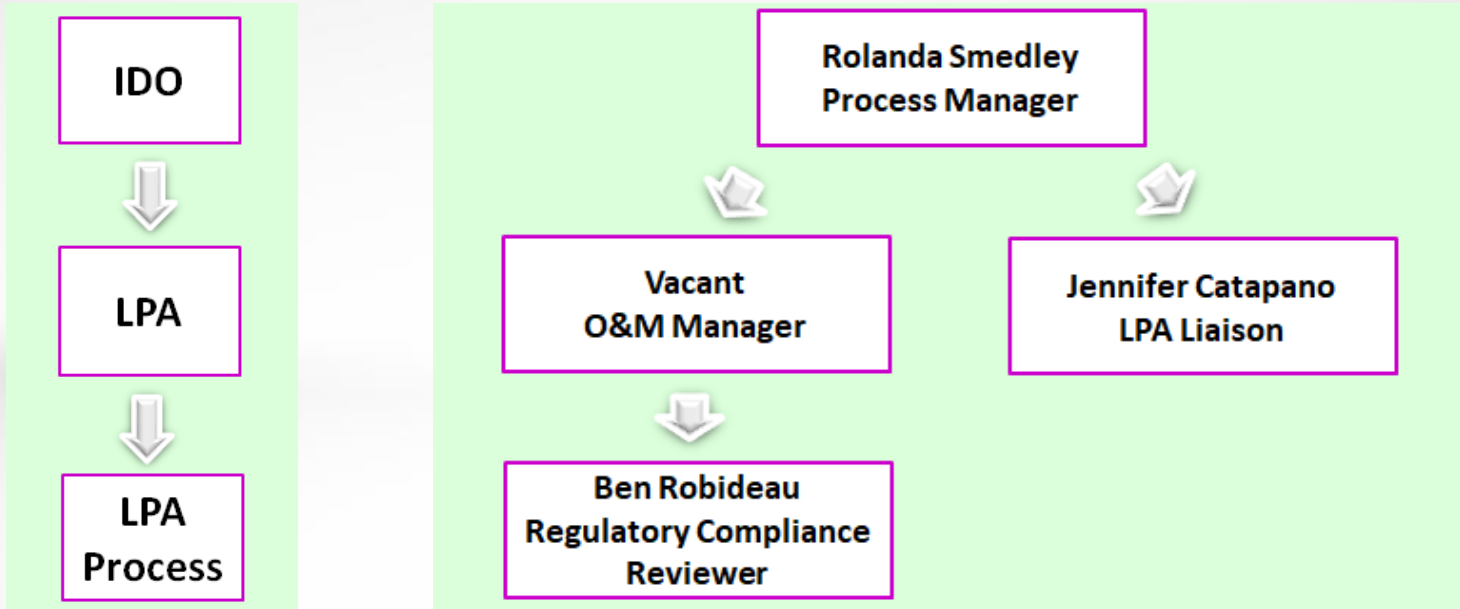 IDO
LPA
LPA
Process
Rolanda Smedley
Process Manager
Vacant
O&M Manager
Jennifer Catapano
LPA Liaison
Ben Robideau
Regulatory Compliance
Reviewer